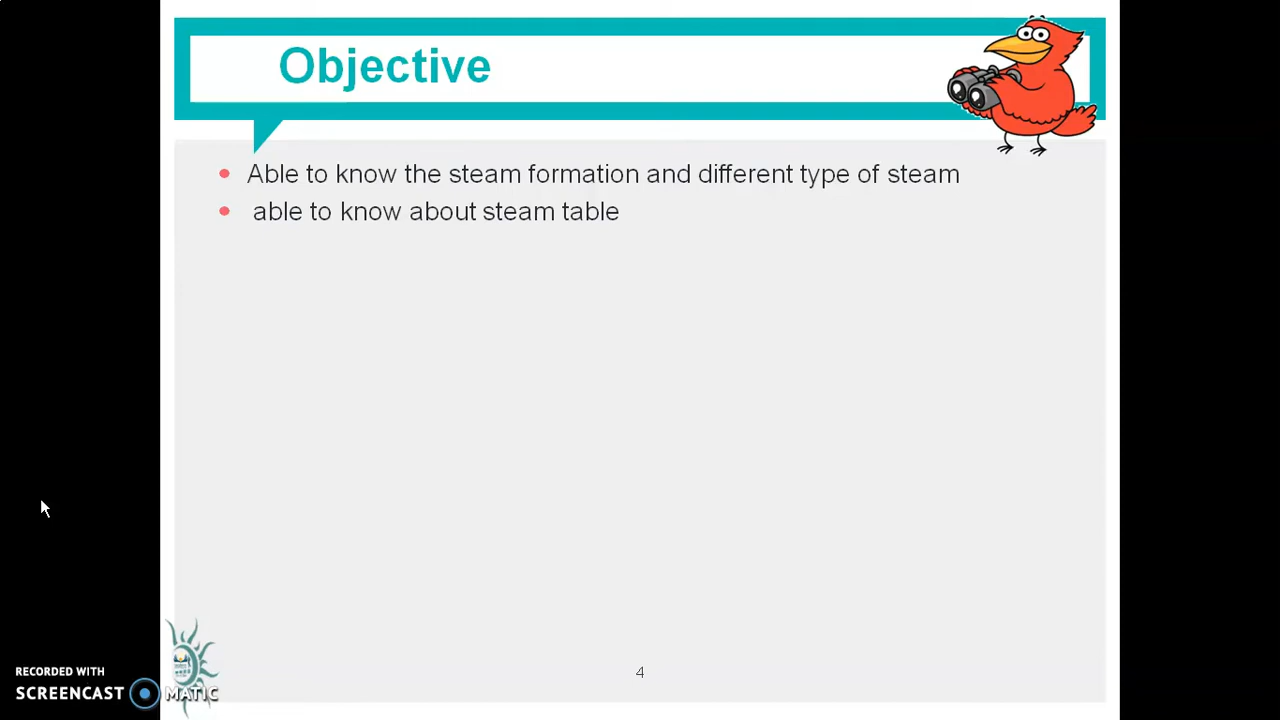 Objective
Able to know the steam formation and different type of steam
able to know about steam table
4
RECORDED WITH
SCREENCAST MATIC